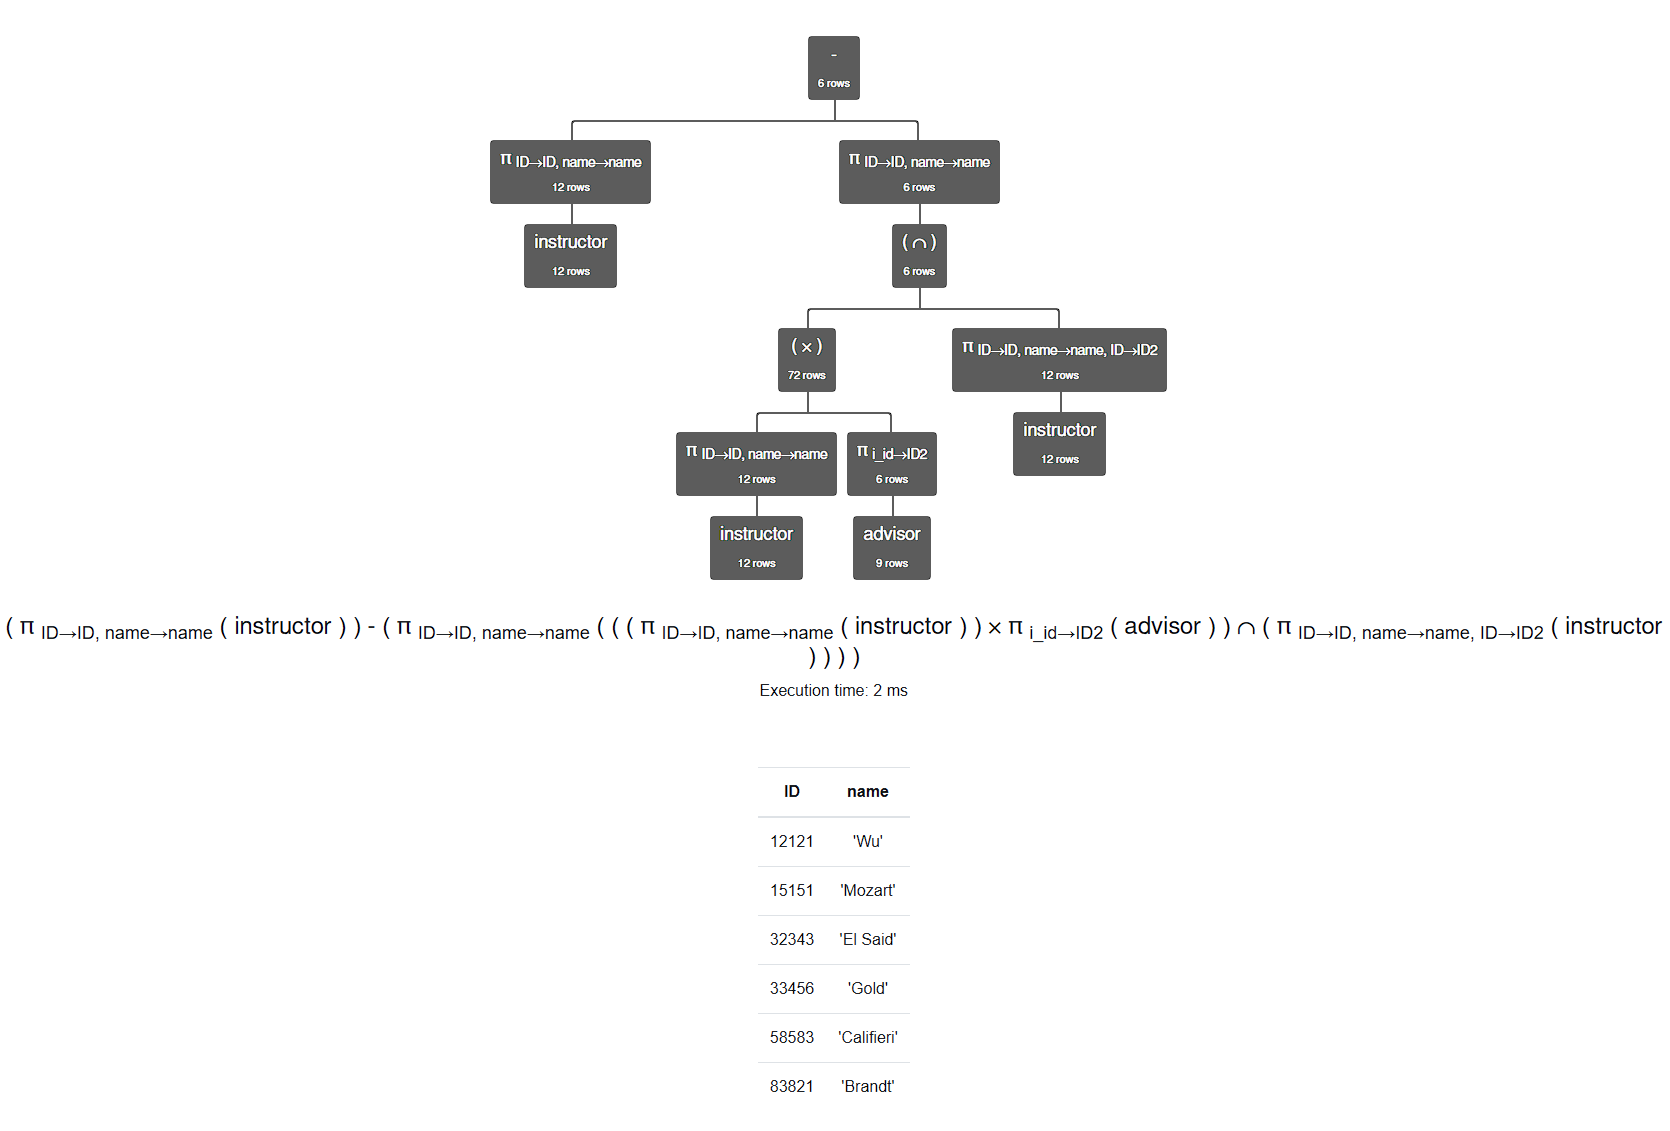 -
6 rows
π ID→ID, name→name
12 rows
π ID→ID, name→name
6 rows
instructor
12 rows
( ∩ )
6 rows
( × )
72 rows
π ID→ID, name→name, ID→ID2
12 rows
instructor
12 rows
π ID→ID, name→name
12 rows
π i_id→ID2
6 rows
instructor
12 rows
advisor
9 rows
( π ID→ID, name→name ( instructor ) ) - ( π ID→ID, name→name ( ( ( π ID→ID, name→name ( instructor ) ) × π i_id→ID2 ( advisor ) ) ∩ ( π ID→ID, name→name, ID→ID2 ( instructor
) ) ) )
Execution time: 2 ms
ID name
12121 'Wu'
15151 'Mozart'
32343 'El Said'
33456 'Gold'
58583 'Califieri'
83821 'Brandt'